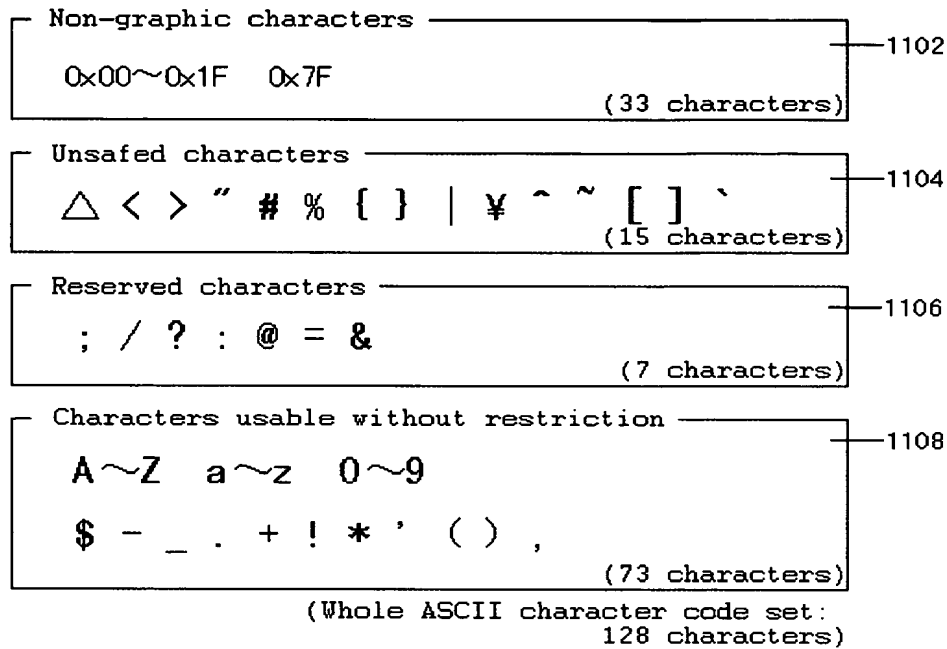 Non-graphic characters
1102
0x00～0x1F 0x7F
(33 characters)
Unsafed characters
1104
△ < > ″ # % { } | ¥ ^ ~ [ ] `
(15 characters)
Reserved characters
1106
; / ? : @ = &
(7 characters)
Characters usable without restriction
1108
A～Z a～z 0～9
$ - _ . + ! * ' ( ) ,
(73 characters)
(Whole ASCII character code set:
128 characters)